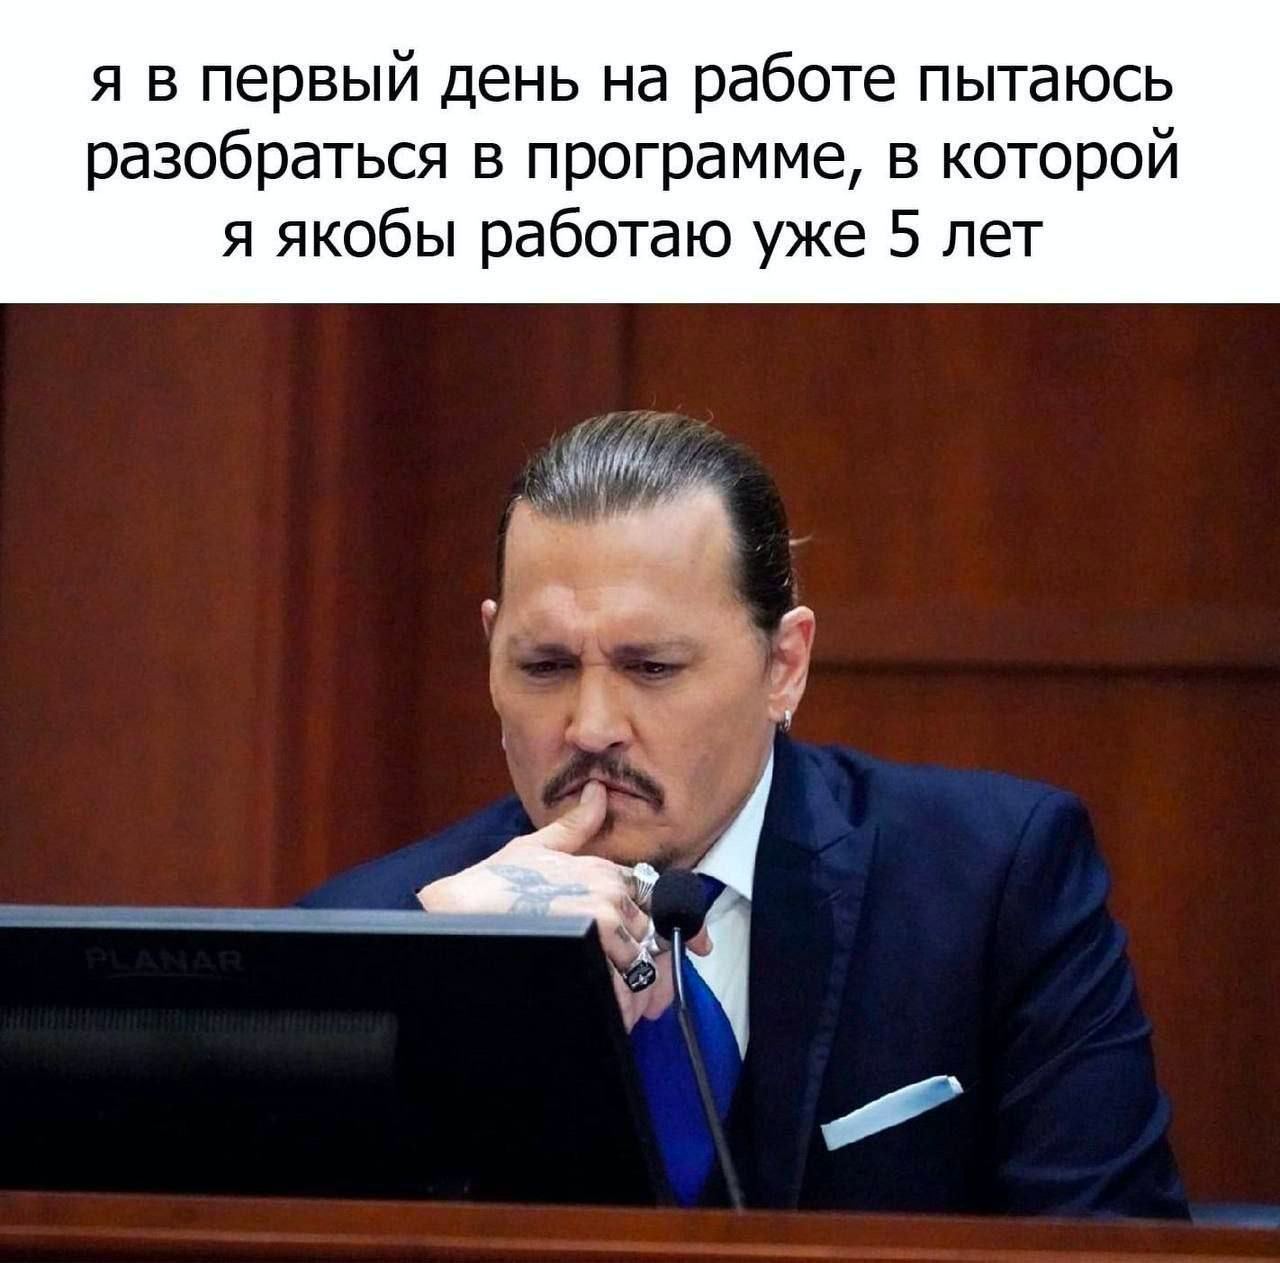 я в первый день на работе пытаюсь
разобраться в программе, в которой
я якобы работаю уже 5 лет
PLANAR